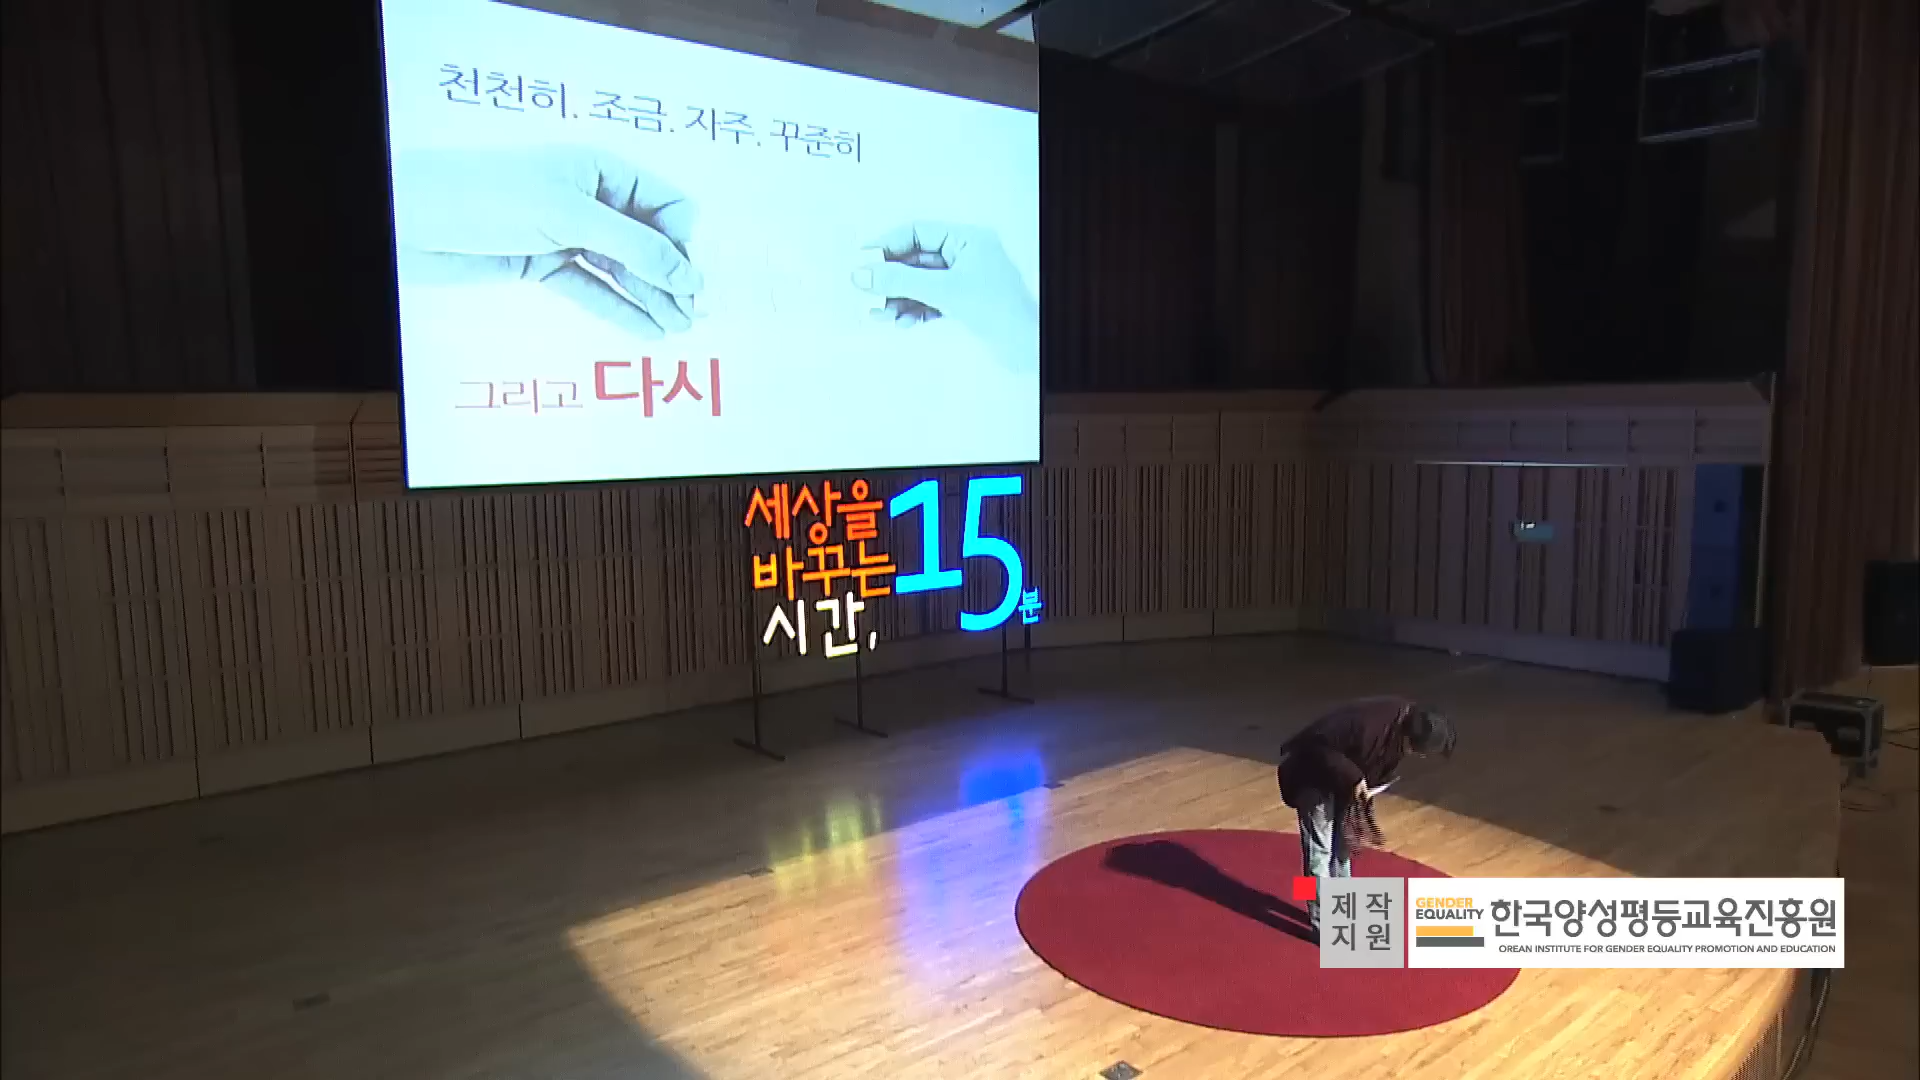 천천히. 조금. 자주. 꾸준히
그리고 다시
세상을
바꾸는
시간,
15분
제작
지원
GENDER
EQUALITY
한국양성평등교육진흥원
OREAN INSTITUTE FOR GENDER EQUALITY PROMOTION AND EDUCATION